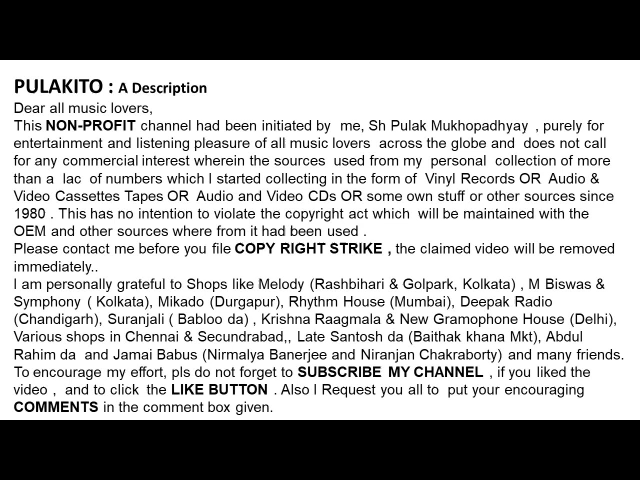 PULAKITO : A Description
Dear all music lovers,
This NON-PROFIT channel had been initiated by me, Sh Pulak Mukhopadhyay , purely for
entertainment and listening pleasure of all music lovers across the globe and does not call
for any commercial interest wherein the sources used from my personal collection of more
than a lac of numbers which I started collecting in the form of Vinyl Records OR Audio &
Video Cassettes Tapes OR Audio and Video CDs OR some own stuff or other sources since
1980 . This has no intention to violate the copyright act which will be maintained with the
OEM and other sources where from it had been used .
Please contact me before you file COPY RIGHT STRIKE , the claimed video will be removed
immediately..
I am personally grateful to Shops like Melody (Rashbihari & Golpark, Kolkata) , M Biswas &
Symphony ( Kolkata), Mikado (Durgapur), Rhythm House (Mumbai), Deepak Radio
(Chandigarh), Suranjali ( Babloo da) , Krishna Raagmala & New Gramophone House (Delhi),
Various shops in Chennai & Secundrabad,, Late Santosh da (Baithak khana Mkt), Abdul
Rahim da and Jamai Babus (Nirmalya Banerjee and Niranjan Chakraborty) and many friends.
To encourage my effort, pls do not forget to SUBSCRIBE MY CHANNEL , if you liked the
video , and to click the LIKE BUTTON . Also I Request you all to put your encouraging
COMMENTS in the comment box given.